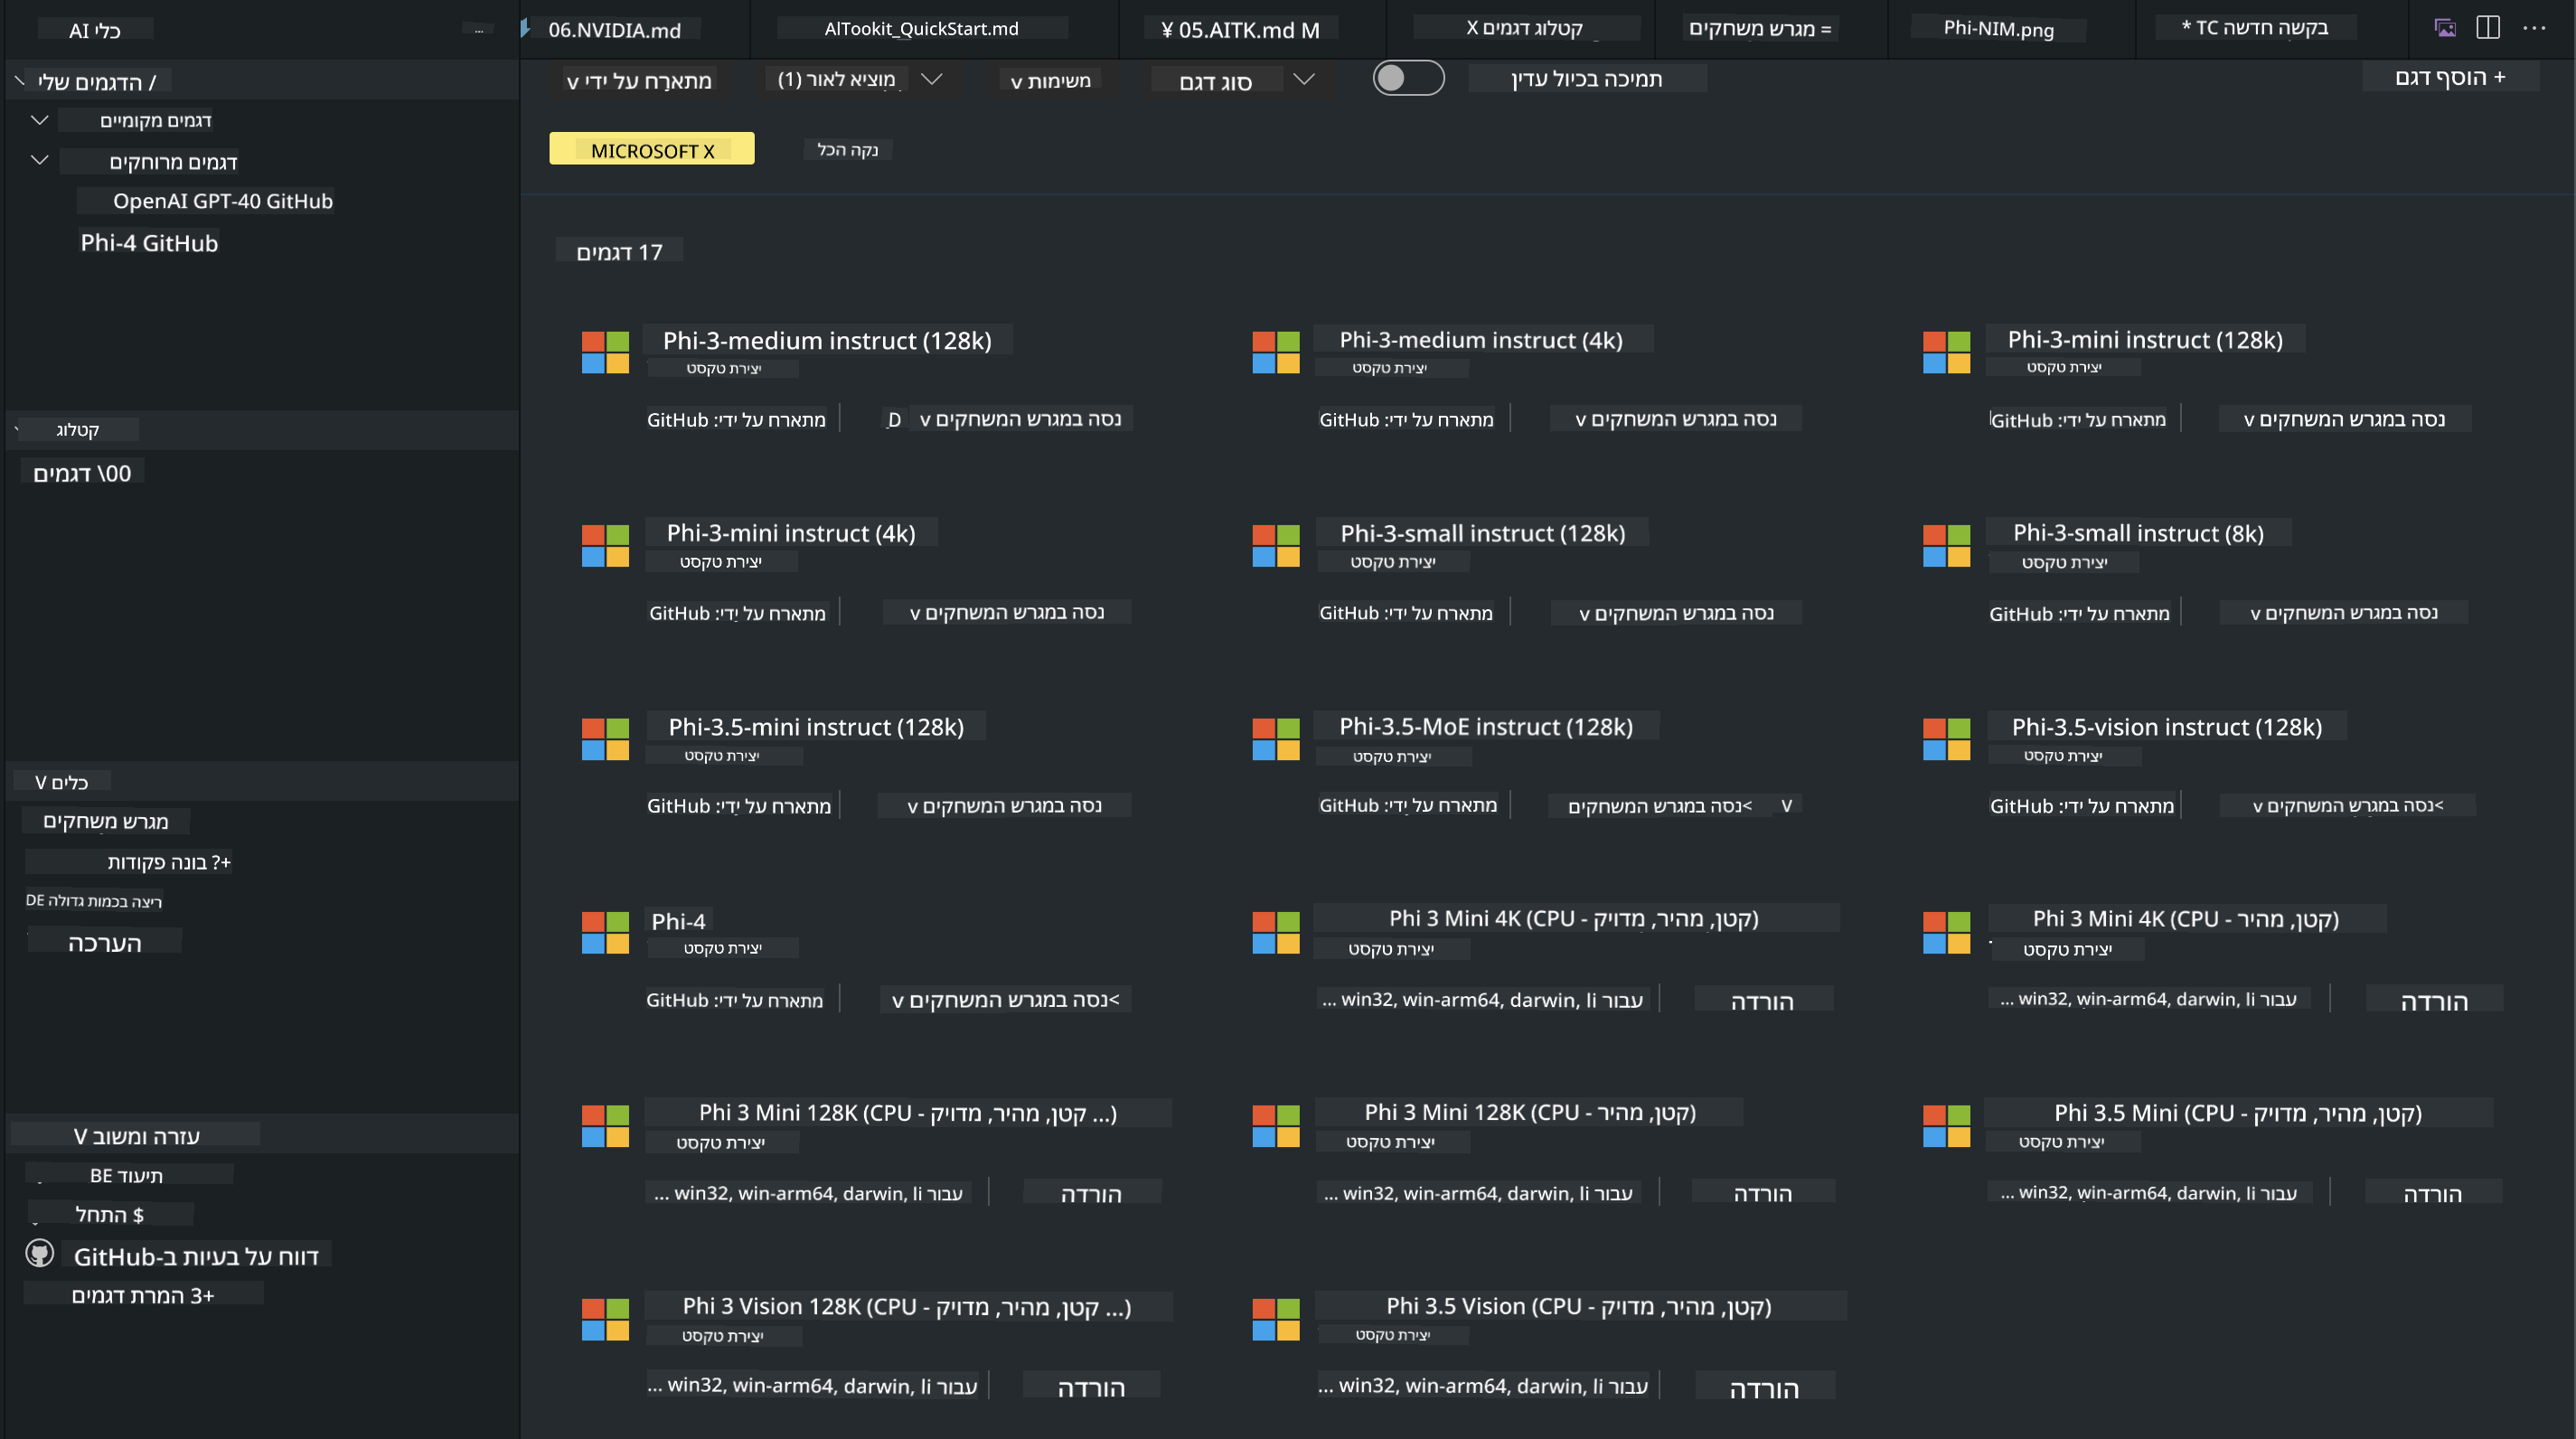 כלי AI
...
06.NVIDIA.md
AlTookit_QuickStart.md
¥ 05.AITK.md M
קטלוג דגמים X
מגרש משחקים =
Phi-NIM.png
בקשה חדשה TC *
/ הדגמים שלי
דגמים מקומיים
דגמים מרוחקים
OpenAI GPT-40 GitHub
Phi-4 GitHub
קטלוג
00\ דגמים
כלים V
מגרש משחקים
+? בונה פקודות
ריצה בכמות גדולה DE
הערכה
עזרה ומשוב V
תיעוד BE
$ התחל
דווח על בעיות ב-GitHub
+3 המרת דגמים
מתארח על ידי v
מוציא לאור (1)
משימות v
סוג דגם
תמיכה בכיול עדין
+ הוסף דגם
MICROSOFT X
נקה הכל
17 דגמים
Phi-3-medium instruct (128k)
יצירת טקסט
מתארח על ידי: GitHub
D נסה במגרש המשחקים v
Phi-3-medium instruct (4k)
יצירת טקסט
מתארח על ידי: GitHub
נסה במגרש המשחקים v
Phi-3-mini instruct (128k)
יצירת טקסט
מתארח על ידי: GitHub
נסה במגרש המשחקים v
Phi-3-mini instruct (4k)
יצירת טקסט
מתארח על ידי: GitHub
נסה במגרש המשחקים v
Phi-3-small instruct (128k)
יצירת טקסט
מתארח על ידי: GitHub
נסה במגרש המשחקים v
Phi-3-small instruct (8k)
יצירת טקסט
מתארח על ידי: GitHub
נסה במגרש המשחקים v
Phi-3.5-mini instruct (128k)
יצירת טקסט
מתארח על ידי: GitHub
נסה במגרש המשחקים v
Phi-3.5-MoE instruct (128k)
יצירת טקסט
מתארח על ידי: GitHub
>נסה במגרש המשחקים V
Phi-3.5-vision instruct (128k)
יצירת טקסט
מתארח על ידי: GitHub
>נסה במגרש המשחקים v
Phi-4
יצירת טקסט
מתארח על ידי: GitHub
>נסה במגרש המשחקים v
Phi 3 Mini 4K (CPU - קטן, מהיר, מדויק)
יצירת טקסט
עבור win32, win-arm64, darwin, li ...
הורדה
Phi 3 Mini 4K (CPU - קטן, מהיר)
יצירת טקסט
עבור win32, win-arm64, darwin, li ...
הורדה
Phi 3 Mini 128K (CPU - קטן, מהיר, מדויק ...)
יצירת טקסט
עבור win32, win-arm64, darwin, li ...
הורדה
Phi 3 Mini 128K (CPU - קטן, מהיר)
יצירת טקסט
עבור win32, win-arm64, darwin, li ...
הורדה
Phi 3.5 Mini (CPU - קטן, מהיר, מדויק)
יצירת טקסט
עבור win32, win-arm64, darwin, li ...
הורדה
Phi 3 Vision 128K (CPU - קטן, מהיר, מדויק ...)
יצירת טקסט
עבור win32, win-arm64, darwin, li ...
הורדה
Phi 3.5 Vision (CPU - קטן, מהיר, מדויק)
יצירת טקסט
עבור win32, win-arm64, darwin, li ...
הורדה